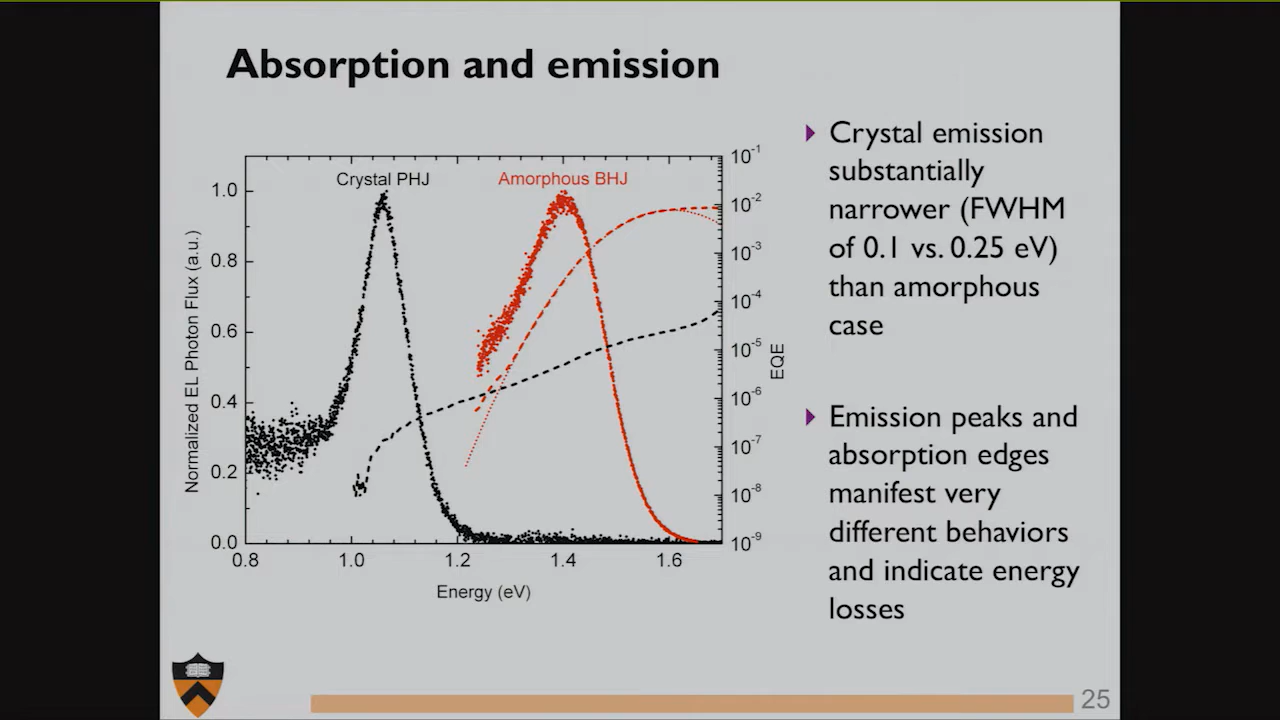 Absorption and emission
Crystal PHJ
Amorphous BHJ
Normalized EL Photon Flux (a.u.)
1.0
0.8
0.6
0.4
0.2
0.0
10⁻¹
10⁻²
10⁻³
10⁻⁴
10⁻⁵
10⁻⁶
10⁻⁷
10⁻⁸
10⁻⁹
EQE
0.8 1.0 1.2 1.4 1.6
Energy (eV)
Crystal emission
substantially
narrower (FWHM
of 0.1 vs. 0.25 eV)
than amorphous
case
Emission peaks and
absorption edges
manifest very
different behaviors
and indicate energy
losses
25